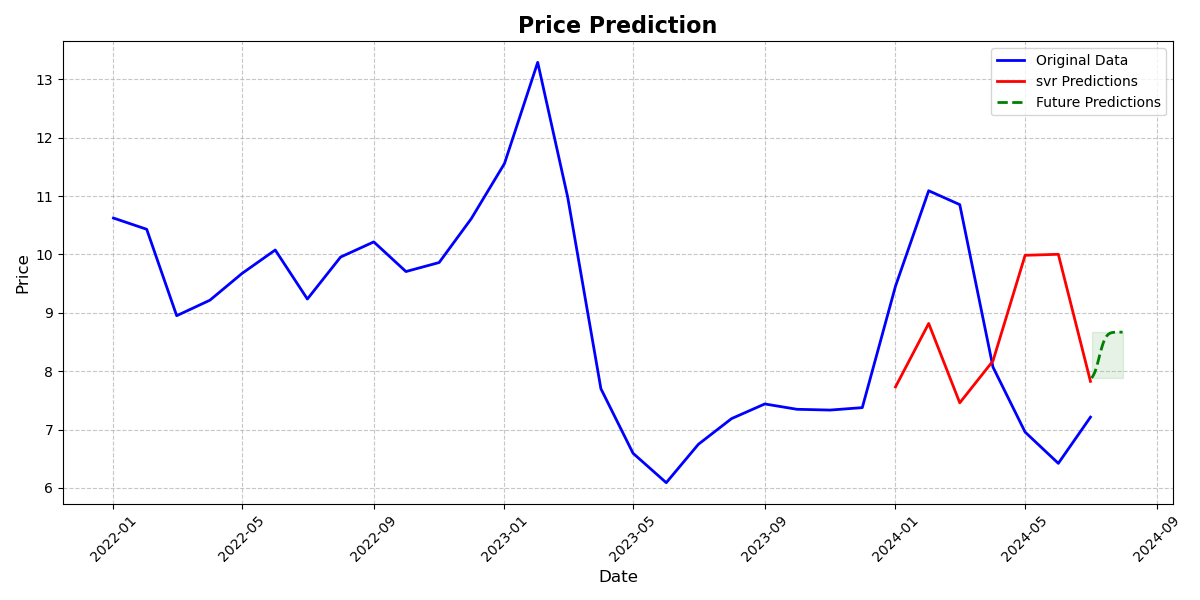 Price Prediction
Original Data
svr Predictions
Future Predictions
Price
13
12
11
10
9
8
7
6
2022-01
2022-05
2022-09
2023-01
2023-05
2023-09
2024-01
2024-05
2024-09
Date